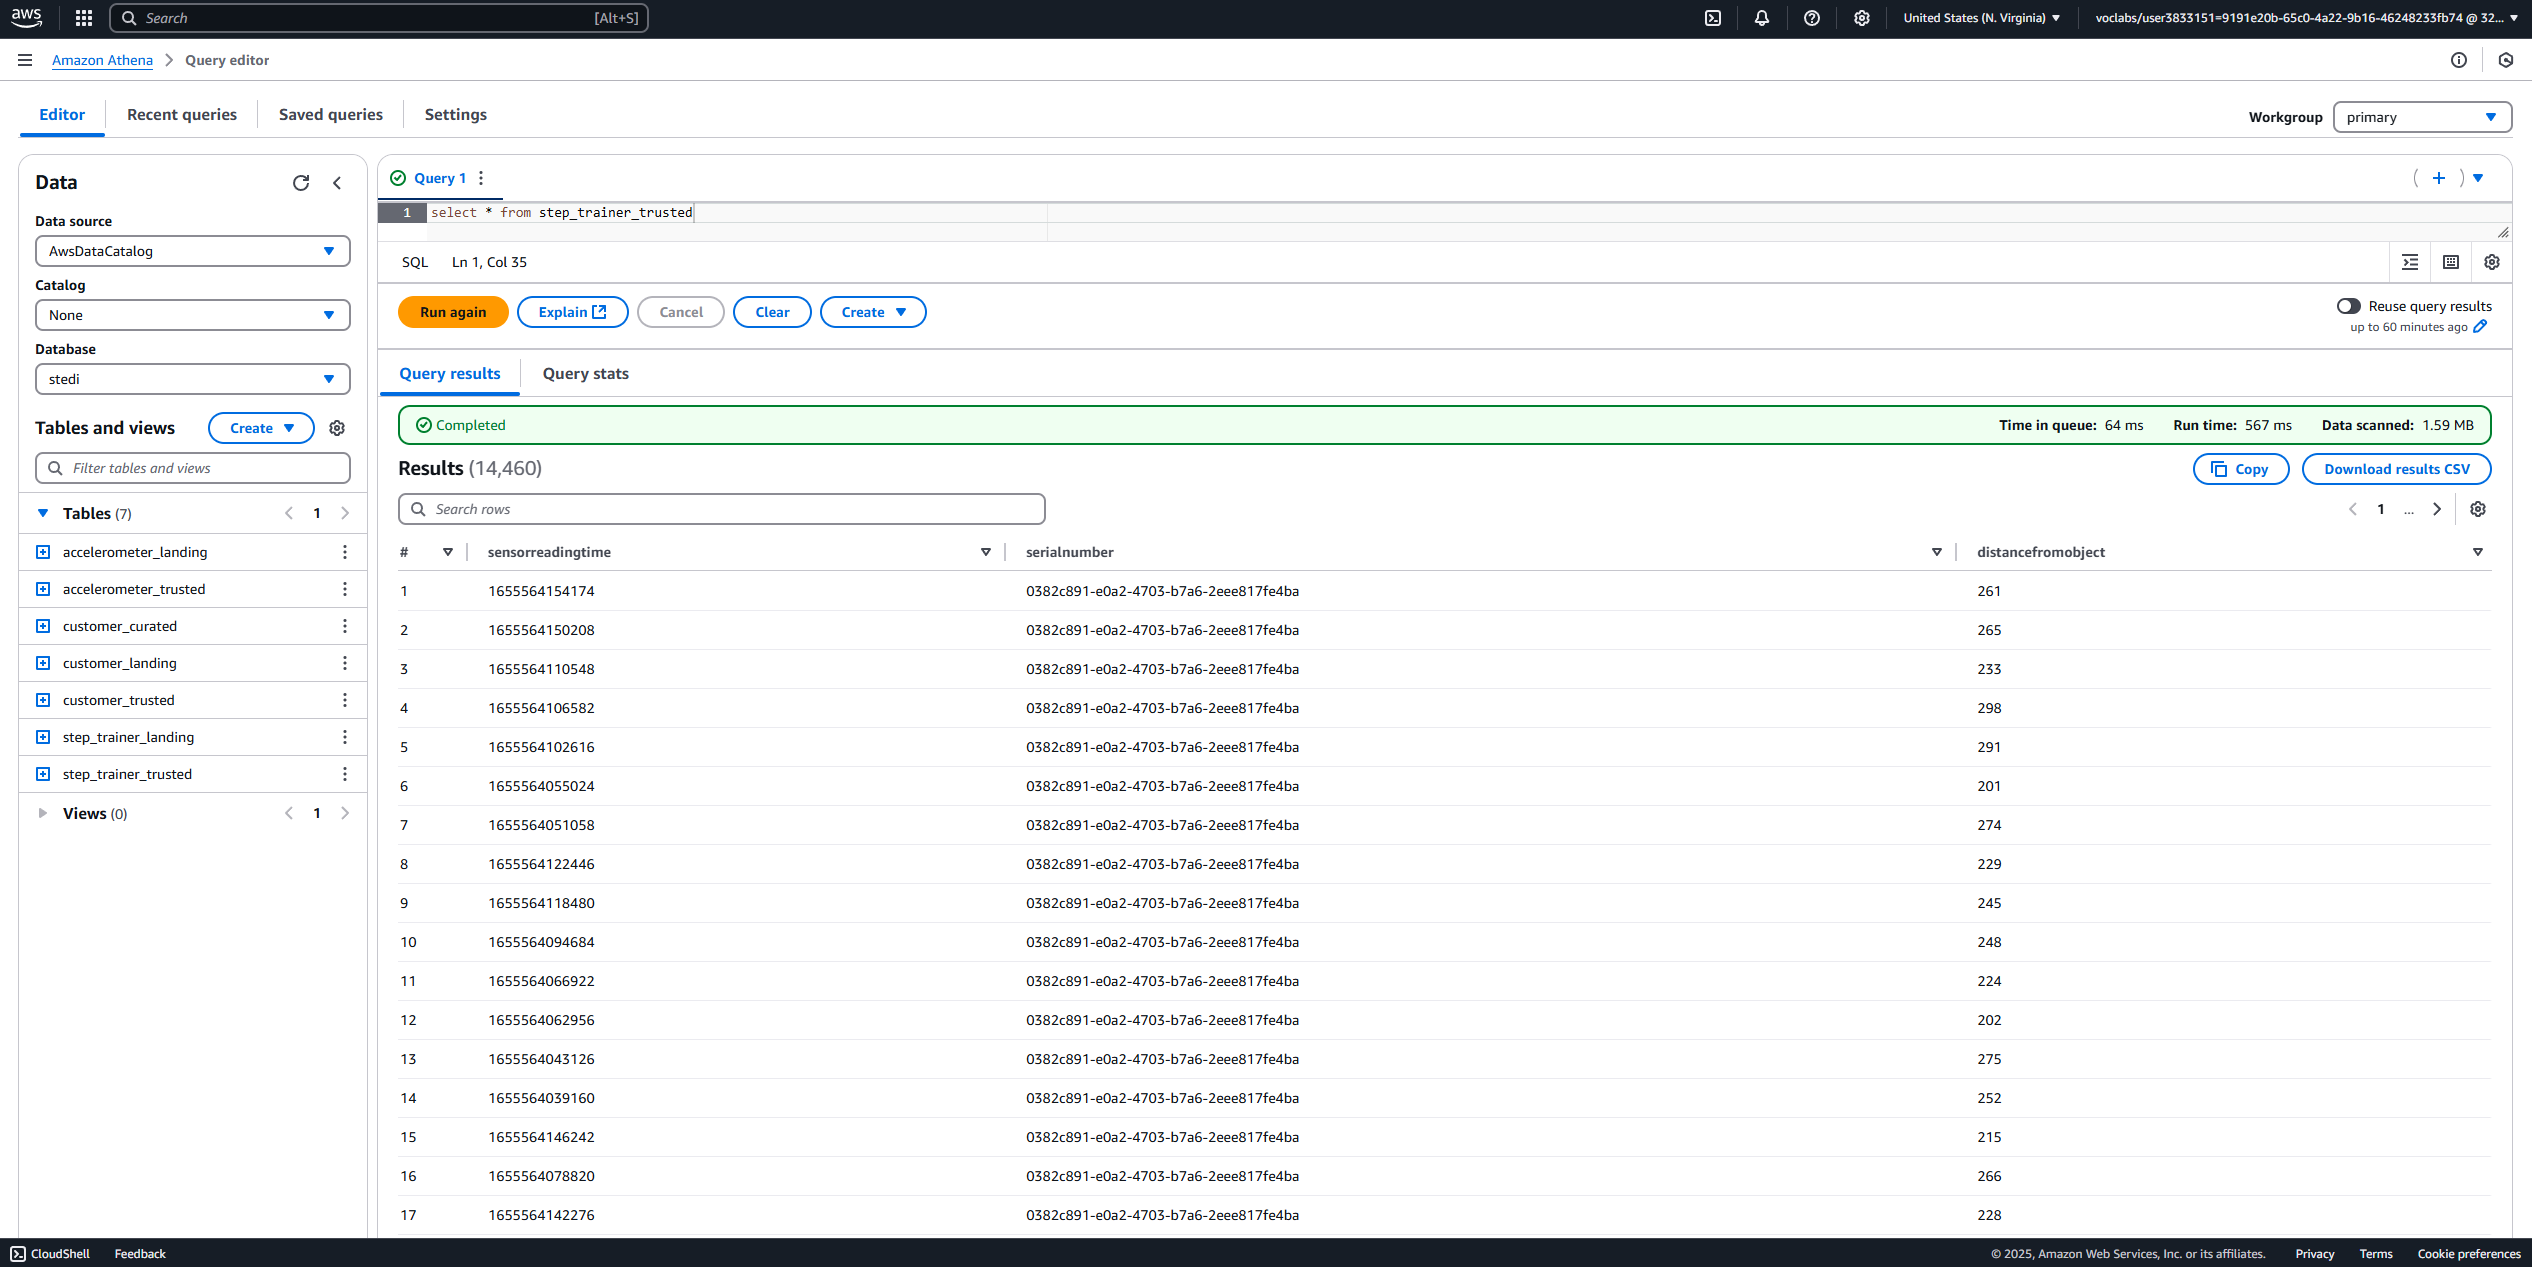 aws
Search [Alt+S] United States (N. Virginia) voclabs/user3833151=9191e20b-65c0-4a22-9b16-46248233fb74 @ 32...
Amazon Athena Query editor
Editor Recent queries Saved queries Settings Workgroup primary
Data
Data source
AwsDataCatalog
Catalog
None
Database
stedi
Tables and views Create
Filter tables and views
Tables (7) 1
accelerometer_landing
accelerometer_trusted
customer_curated
customer_landing
customer_trusted
step_trainer_landing
step_trainer_trusted
Views (0) 1
Query 1
1 select * from step_trainer_trusted
SQL Ln 1, Col 35
Run again Explain Cancel Clear Create Reuse query results
up to 60 minutes ago
Query results Query stats
Completed Time in queue: 64 ms Run time: 567 ms Data scanned: 1.59 MB
Results (14,460) Copy Download results CSV
Search rows 1 ...
# sensorreadingtime serialnumber distancefromobject
1 1655564154174 0382c891-e0a2-4703-b7a6-2eee817fe4ba 261
2 1655564150208 0382c891-e0a2-4703-b7a6-2eee817fe4ba 265
3 1655564110548 0382c891-e0a2-4703-b7a6-2eee817fe4ba 233
4 1655564106582 0382c891-e0a2-4703-b7a6-2eee817fe4ba 298
5 1655564102616 0382c891-e0a2-4703-b7a6-2eee817fe4ba 291
6 1655564055024 0382c891-e0a2-4703-b7a6-2eee817fe4ba 201
7 1655564051058 0382c891-e0a2-4703-b7a6-2eee817fe4ba 274
8 1655564122446 0382c891-e0a2-4703-b7a6-2eee817fe4ba 229
9 1655564118480 0382c891-e0a2-4703-b7a6-2eee817fe4ba 245
10 1655564094684 0382c891-e0a2-4703-b7a6-2eee817fe4ba 248
11 1655564066922 0382c891-e0a2-4703-b7a6-2eee817fe4ba 224
12 1655564062956 0382c891-e0a2-4703-b7a6-2eee817fe4ba 202
13 1655564043126 0382c891-e0a2-4703-b7a6-2eee817fe4ba 275
14 1655564039160 0382c891-e0a2-4703-b7a6-2eee817fe4ba 252
15 1655564146242 0382c891-e0a2-4703-b7a6-2eee817fe4ba 215
16 1655564078820 0382c891-e0a2-4703-b7a6-2eee817fe4ba 266
17 1655564142276 0382c891-e0a2-4703-b7a6-2eee817fe4ba 228
CloudShell Feedback © 2025, Amazon Web Services, Inc. or its affiliates. Privacy Terms Cookie preferences